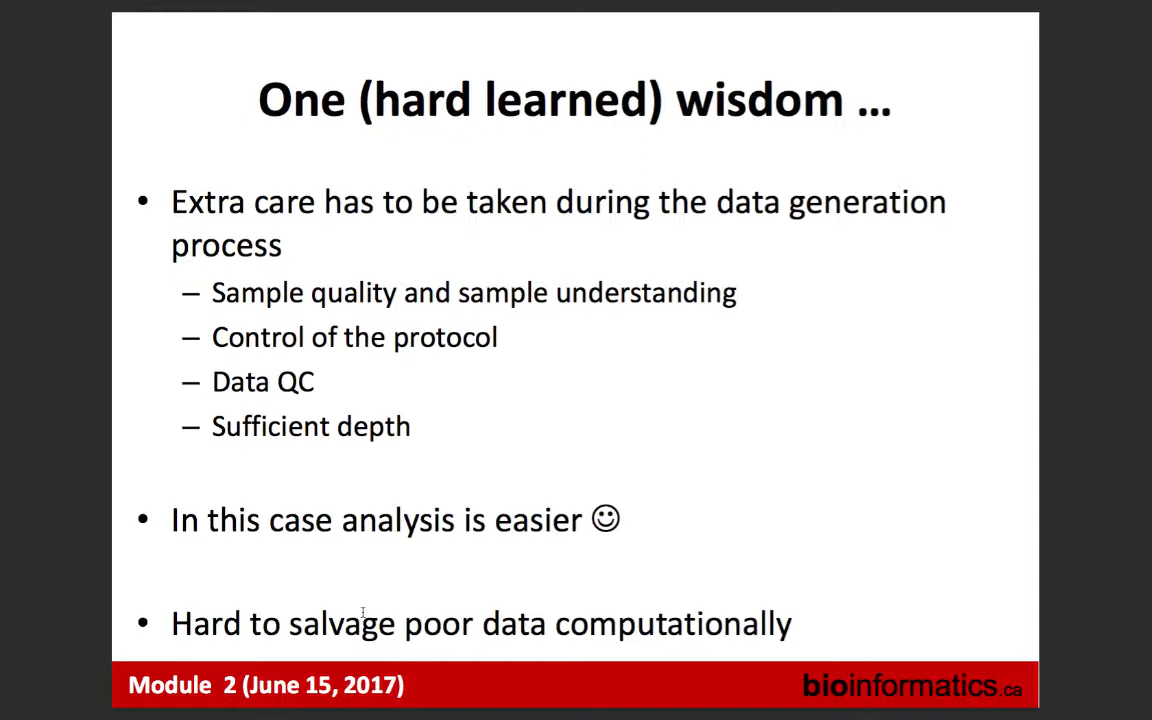 One (hard learned) wisdom ...
• Extra care has to be taken during the data generation
process
– Sample quality and sample understanding
– Control of the protocol
– Data QC
– Sufficient depth
• In this case analysis is easier ☺
• Hard to salvage poor data computationally
Module 2 (June 15, 2017)
bioinformatics.ca